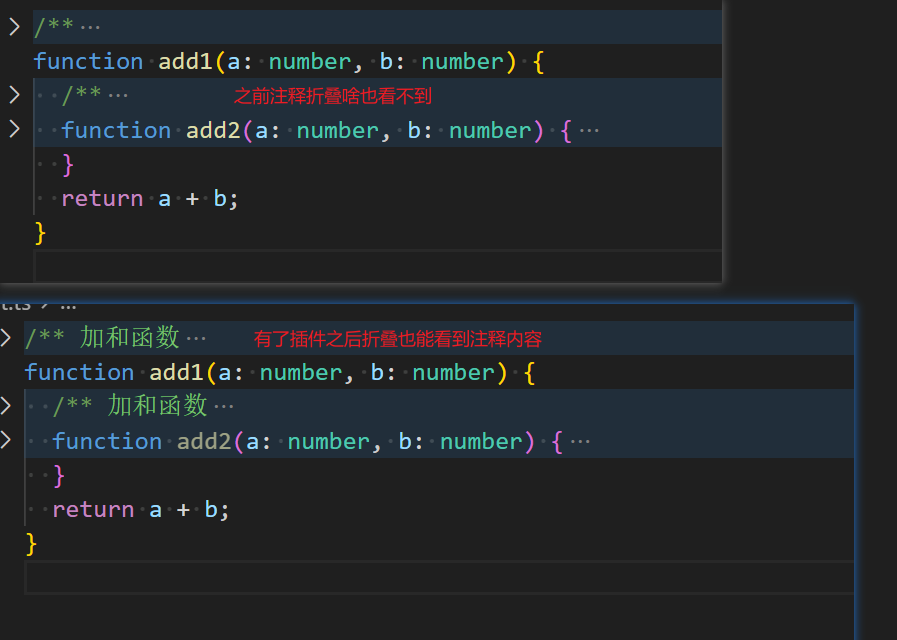 /** ···
function add1(a: number, b: number) {
/** ··· 之前注释折叠啥也看不到
function add2(a: number, b: number) { ···
}
return a + b;
}
/** 加和函数 ··· 有了插件之后折叠也能看到注释内容
function add1(a: number, b: number) {
/** 加和函数 ···
function add2(a: number, b: number) { ···
}
return a + b;
}